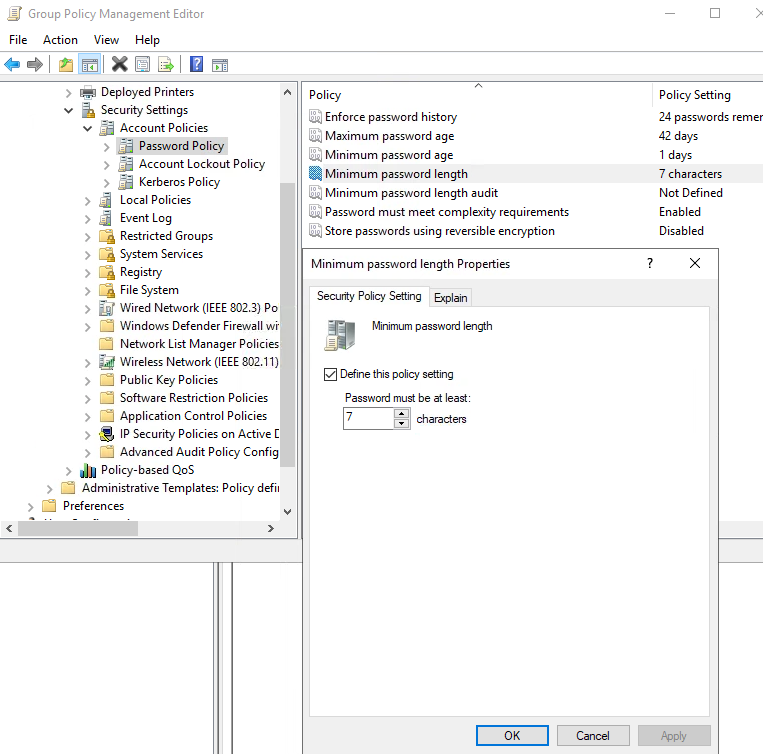 Group Policy Management Editor
File Action View Help
Deployed Printers
Security Settings
Account Policies
Password Policy
Account Lockout Policy
Kerberos Policy
Local Policies
Event Log
Restricted Groups
System Services
Registry
File System
Wired Network (IEEE 802.3) Po
Windows Defender Firewall wi
Network List Manager Policies
Wireless Network (IEEE 802.11)
Public Key Policies
Software Restriction Policies
Application Control Policies
IP Security Policies on Active D
Advanced Audit Policy Config
Policy-based QoS
Administrative Templates: Policy defin
Preferences
Policy Policy Setting
Enforce password history 24 passwords remem
Maximum password age 42 days
Minimum password age 1 days
Minimum password length 7 characters
Minimum password length audit Not Defined
Password must meet complexity requirements Enabled
Store passwords using reversible encryption Disabled
Minimum password length Properties ?
Security Policy Setting Explain
Minimum password length
Define this policy setting
Password must be at least:
7 characters
OK Cancel Apply